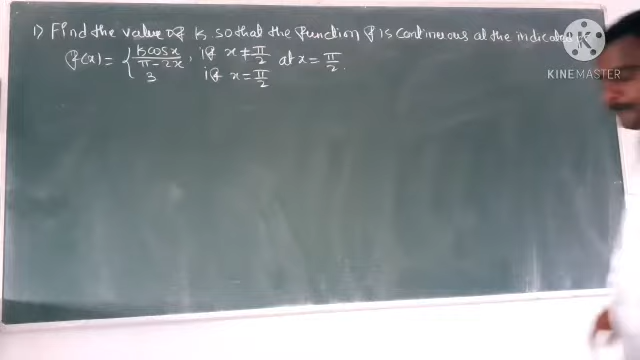 1) Find the value of k so that the function f is continuous at the indicated
f(x) = { k cos x / π - 2x , if x ≠ π/2 at x = π/2.
3 if x = π/2
KINEMASTER